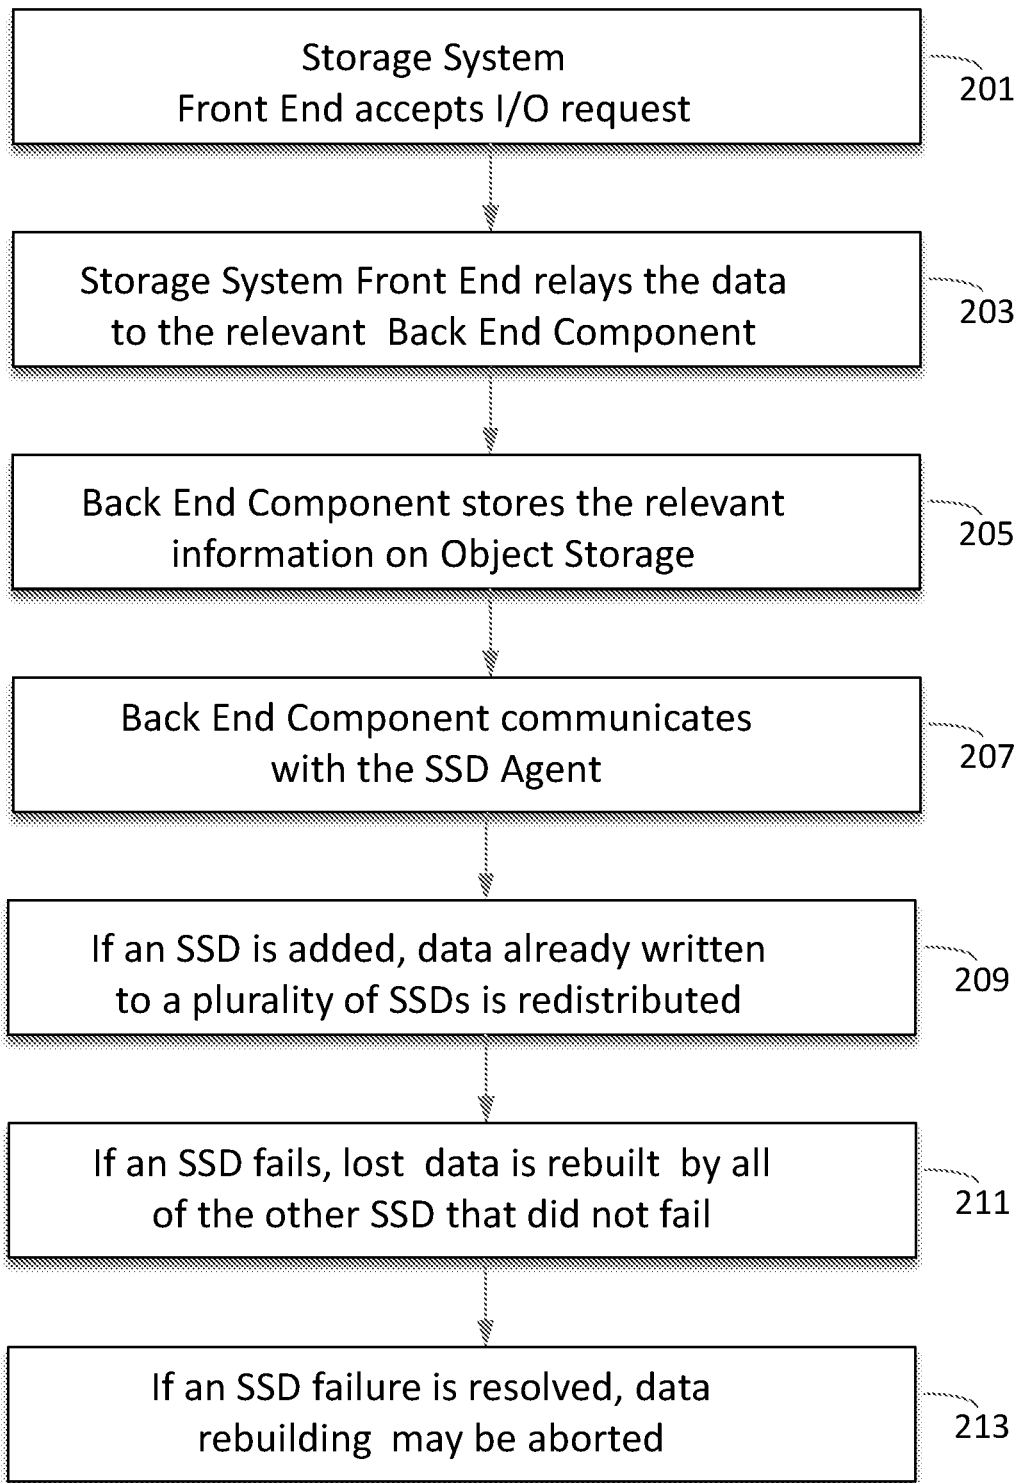 Storage System
Front End accepts I/O request
201
Storage System Front End relays the data
to the relevant Back End Component
203
Back End Component stores the relevant
information on Object Storage
205
Back End Component communicates
with the SSD Agent
207
If an SSD is added, data already written
to a plurality of SSDs is redistributed
209
If an SSD fails, lost data is rebuilt by all
of the other SSD that did not fail
211
If an SSD failure is resolved, data
rebuilding may be aborted
213